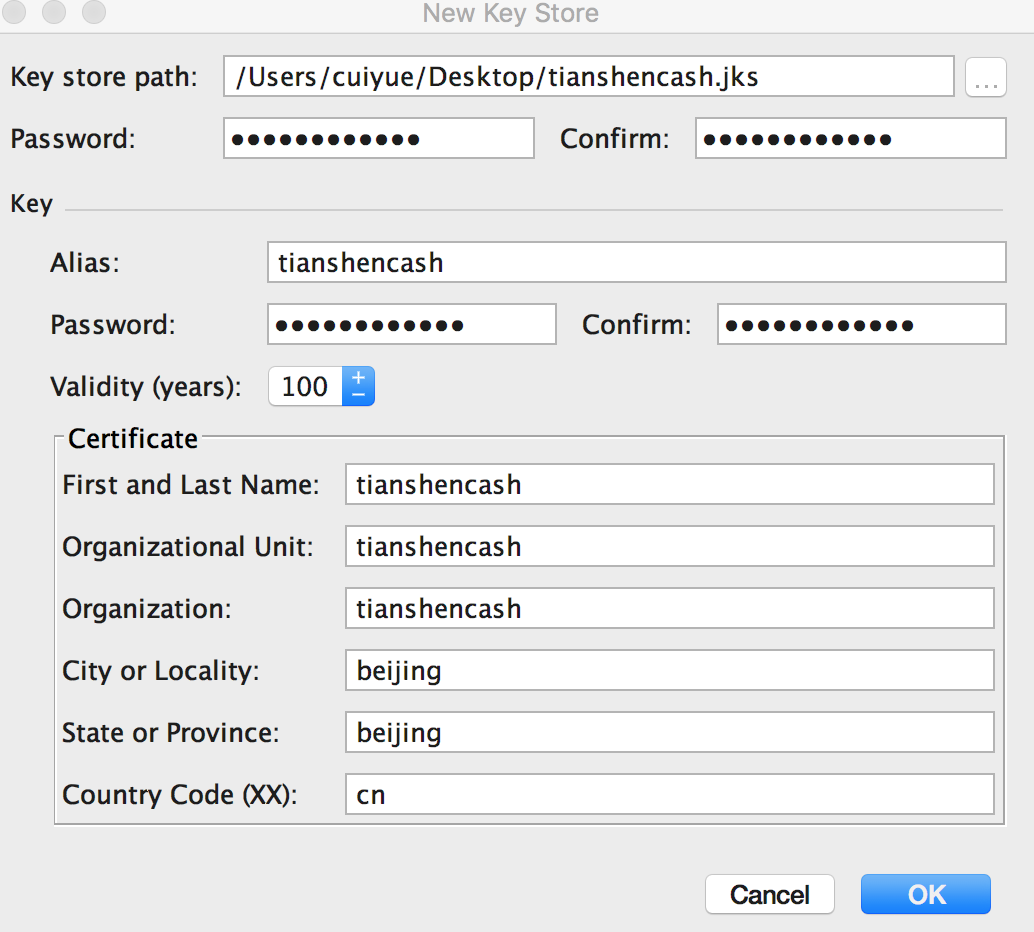 New Key Store
Key store path: /Users/cuiyue/Desktop/tianshencash.jks ...
Password: •••••••••••• Confirm: ••••••••••••
Key
Alias: tianshencash
Password: •••••••••••• Confirm: ••••••••••••
Validity (years): 100 + −
Certificate
First and Last Name: tianshencash
Organizational Unit: tianshencash
Organization: tianshencash
City or Locality: beijing
State or Province: beijing
Country Code (XX): cn
Cancel OK